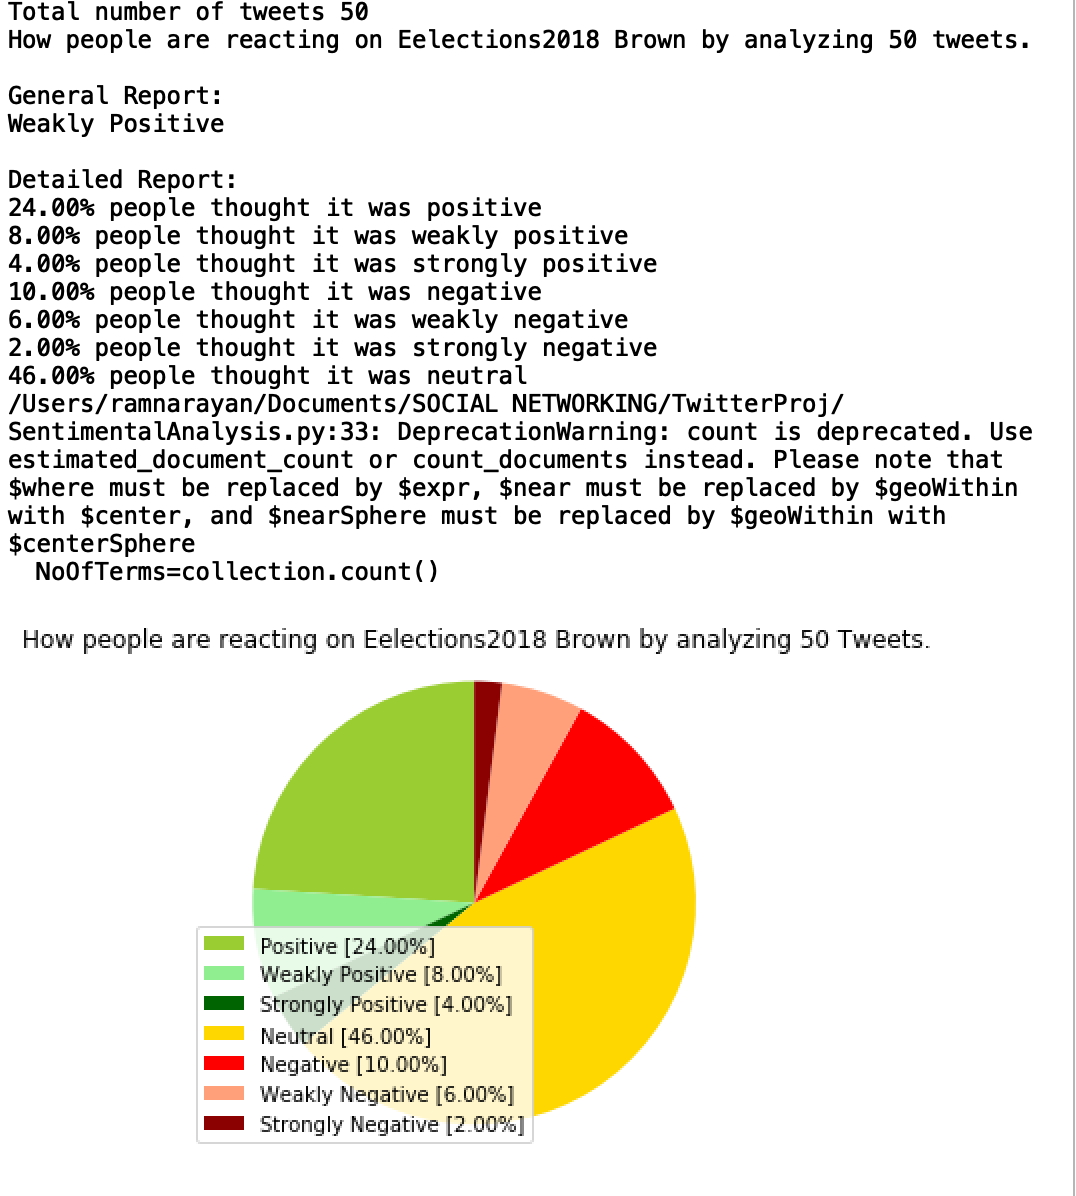 Total number of tweets 50
How people are reacting on Eelections2018 Brown by analyzing 50 tweets.
General Report:
Weakly Positive
Detailed Report:
24.00% people thought it was positive
8.00% people thought it was weakly positive
4.00% people thought it was strongly positive
10.00% people thought it was negative
6.00% people thought it was weakly negative
2.00% people thought it was strongly negative
46.00% people thought it was neutral
/Users/ramnarayan/Documents/SOCIAL NETWORKING/TwitterProj/
SentimentalAnalysis.py:33: DeprecationWarning: count is deprecated. Use
estimated_document_count or count_documents instead. Please note that
$where must be replaced by $expr, $near must be replaced by $geoWithin
with $center, and $nearSphere must be replaced by $geoWithin with
$centerSphere
NoOfTerms=collection.count()
How people are reacting on Eelections2018 Brown by analyzing 50 Tweets.
Positive [24.00%]
Weakly Positive [8.00%]
Strongly Positive [4.00%]
Neutral [46.00%]
Negative [10.00%]
Weakly Negative [6.00%]
Strongly Negative [2.00%]